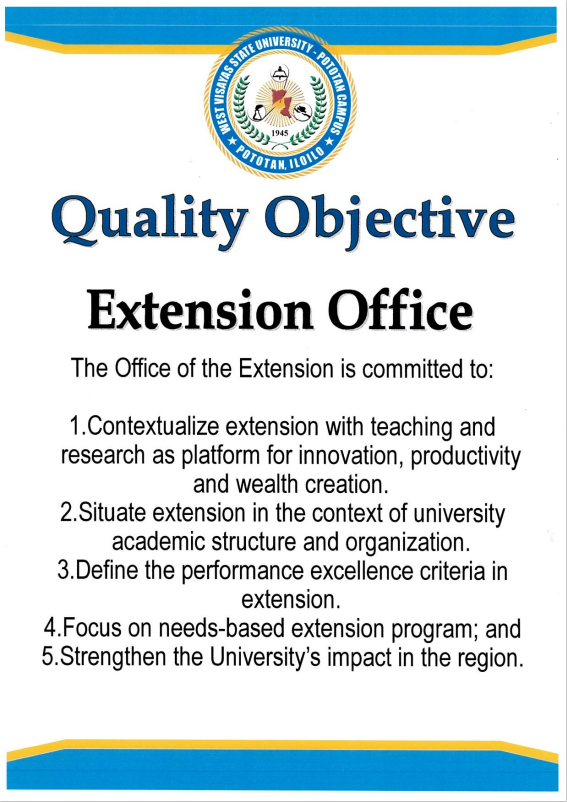 WEST VISAYAS STATE UNIVERSITY - POTOTAN CAMPUS
1945
★ POTOTAN, ILOILO ★
Quality Objective
Extension Office
The Office of the Extension is committed to:
1.Contextualize extension with teaching and
research as platform for innovation, productivity
and wealth creation.
2.Situate extension in the context of university
academic structure and organization.
3.Define the performance excellence criteria in
extension.
4.Focus on needs-based extension program; and
5.Strengthen the University's impact in the region.